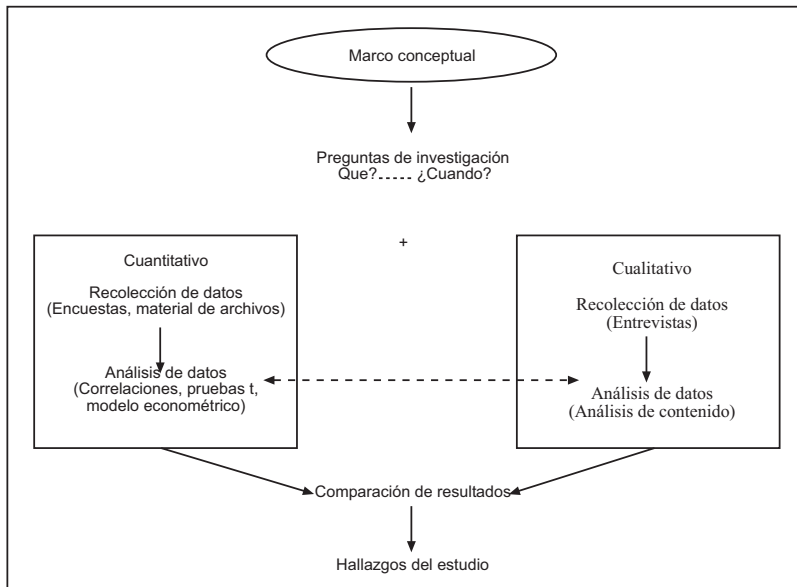 Marco conceptual
Preguntas de investigación
Que?..... ¿Cuando?
+
Cuantitativo
Recolección de datos
(Encuestas, material de archivos)
Análisis de datos
(Correlaciones, pruebas t,
modelo econométrico)
Cualitativo
Recolección de datos
(Entrevistas)
Análisis de datos
(Análisis de contenido)
Comparación de resultados
Hallazgos del estudio